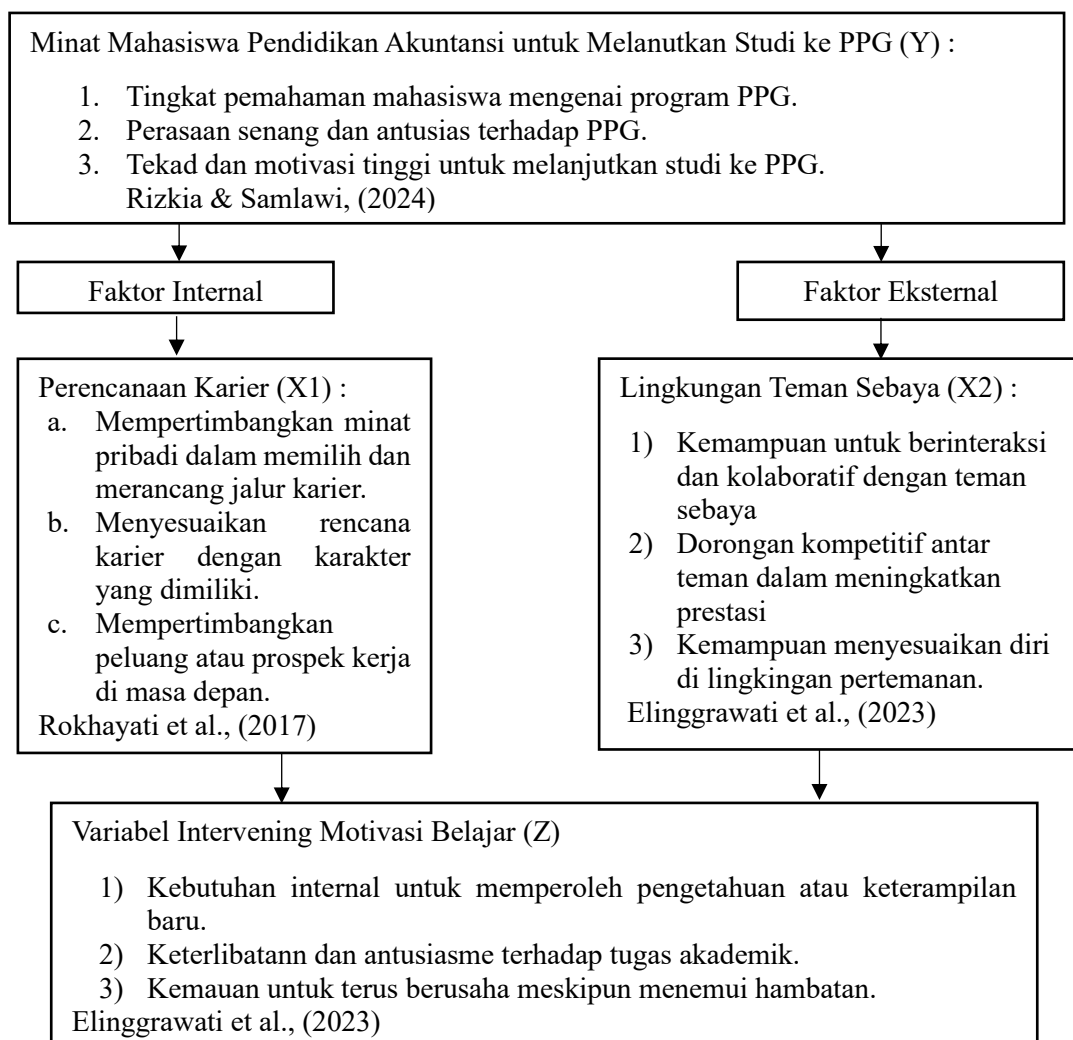 Minat Mahasiswa Pendidikan Akuntansi untuk Melanutkan Studi ke PPG (Y) :
1. Tingkat pemahaman mahasiswa mengenai program PPG.
2. Perasaan senang dan antusias terhadap PPG.
3. Tekad dan motivasi tinggi untuk melanjutkan studi ke PPG.
Rizkia & Samlawi, (2024)
Faktor Internal
Faktor Eksternal
Perencanaan Karier (X1) :
a. Mempertimbangkan minat
pribadi dalam memilih dan
merancang jalur karier.
b. Menyesuaikan rencana
karier dengan karakter
yang dimiliki.
c. Mempertimbangkan
peluang atau prospek kerja
di masa depan.
Rokhayati et al., (2017)
Lingkungan Teman Sebaya (X2) :
1) Kemampuan untuk berinteraksi
dan kolaboratif dengan teman
sebaya
2) Dorongan kompetitif antar
teman dalam meningkatkan
prestasi
3) Kemampuan menyesuaikan diri
di lingkingan pertemanan.
Elinggrawati et al., (2023)
Variabel Intervening Motivasi Belajar (Z)
1) Kebutuhan internal untuk memperoleh pengetahuan atau keterampilan
baru.
2) Keterlibatann dan antusiasme terhadap tugas akademik.
3) Kemauan untuk terus berusaha meskipun menemui hambatan.
Elinggrawati et al., (2023)